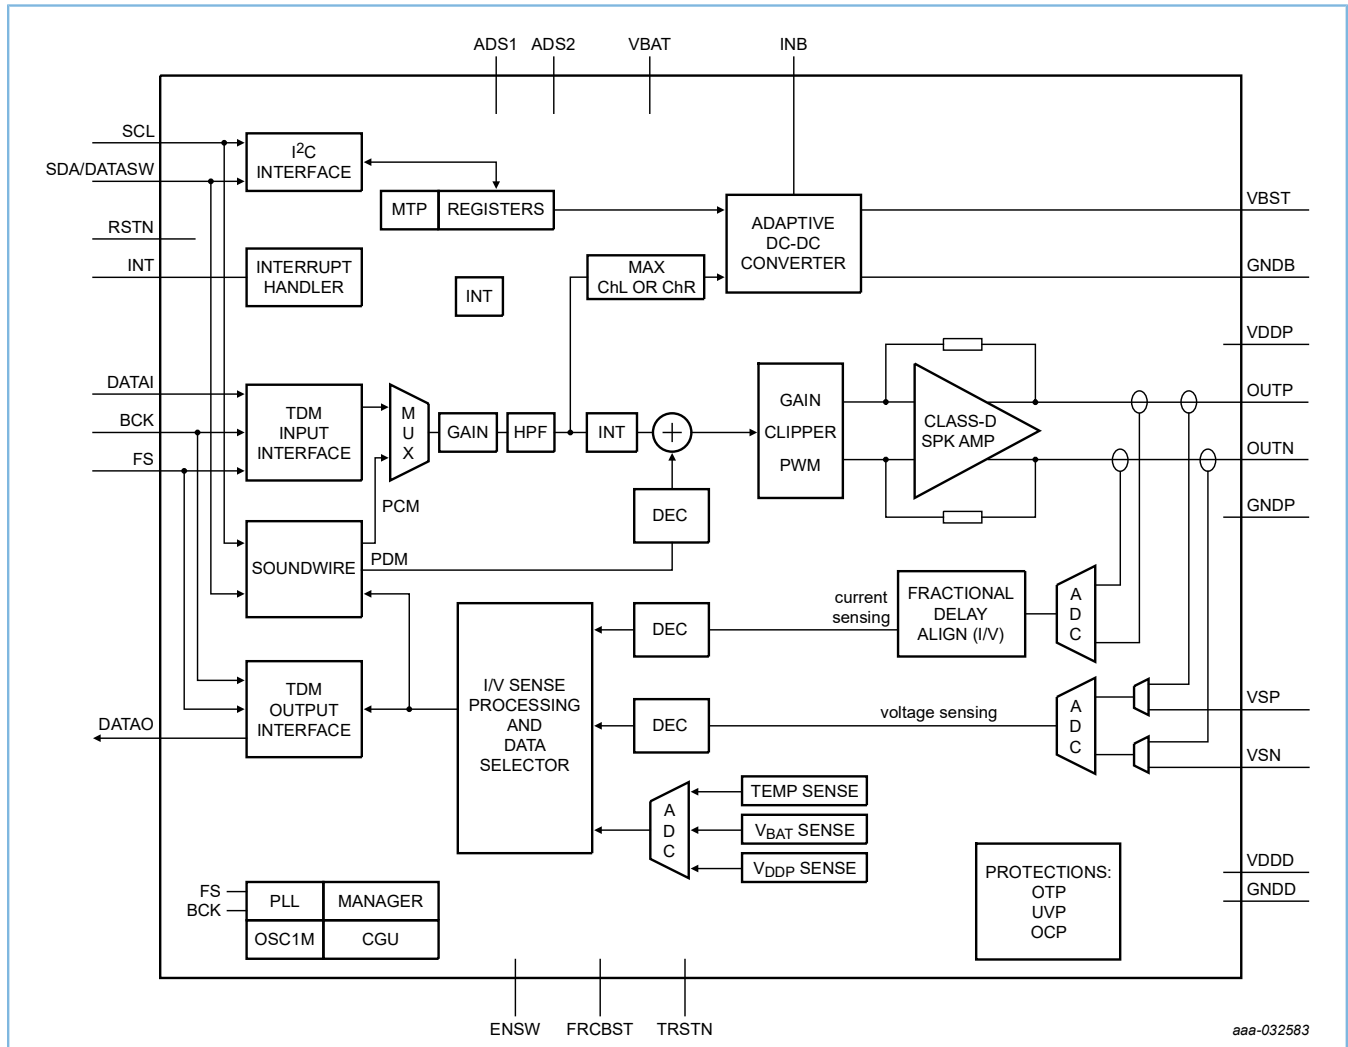 ADS1 ADS2 VBAT INB
SCL
SDA/DATASW
RSTN
INT
I2C
INTERFACE
MTP REGISTERS
INTERRUPT
HANDLER
INT
MAX
ChL OR ChR
ADAPTIVE
DC-DC
CONVERTER
VBST
GNDB
VDDP
OUTP
OUTN
GNDP
DATAI
BCK
FS
TDM
INPUT
INTERFACE
M
U
X
GAIN
HPF
INT
+
GAIN
CLIPPER
PWM
CLASS-D
SPK AMP
PCM
DEC
SOUNDWIRE
PDM
current
sensing
DEC
FRACTIONAL
DELAY
ALIGN (I/V)
A
D
C
I/V SENSE
PROCESSING
AND
DATA
SELECTOR
TDM
OUTPUT
INTERFACE
DATAO
DEC
voltage sensing
A
D
C
VSP
VSN
A
D
C
TEMP SENSE
VBAT SENSE
VDDP SENSE
PROTECTIONS:
OTP
UVP
OCP
VDDD
GNDD
FS
BCK
PLL MANAGER
OSC1M CGU
ENSW FRCBST TRSTN
aaa-032583